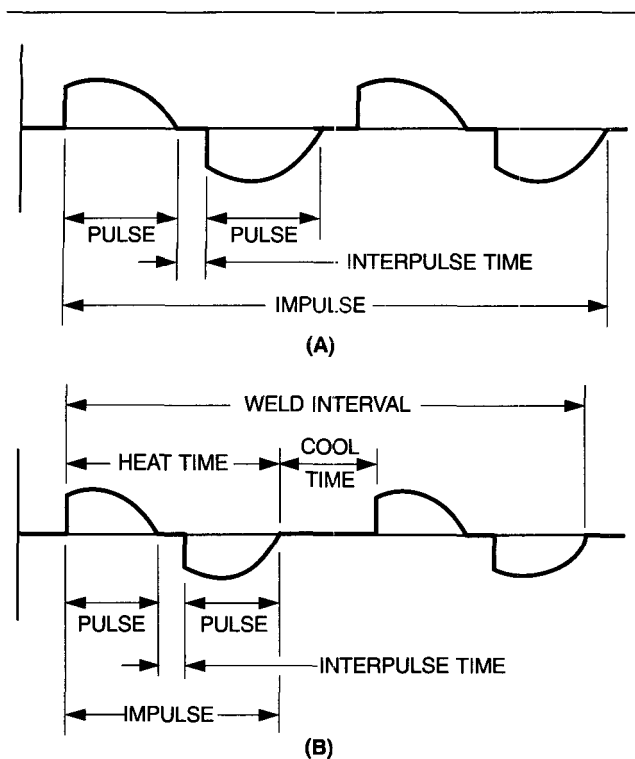 PULSE PULSE
INTERPULSE TIME
IMPULSE
(A)
WELD INTERVAL
HEAT TIME COOL TIME
PULSE PULSE
INTERPULSE TIME
IMPULSE
(B)